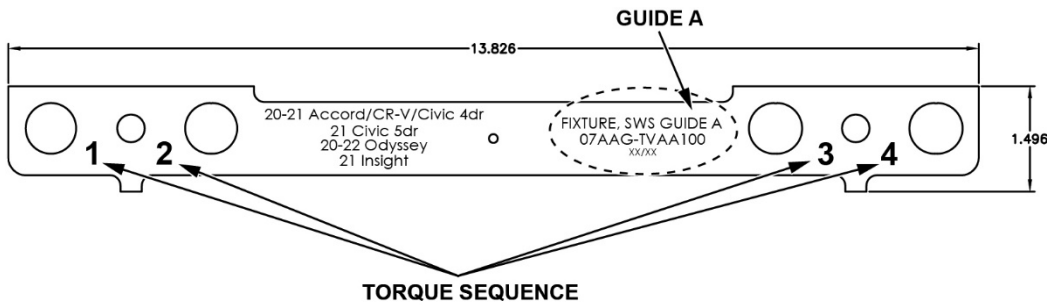 GUIDE A
13.826
20-21 Accord/CR-V/Civic 4dr
21 Civic 5dr
20-22 Odyssey
21 Insight
FIXTURE, SWS GUIDE A
07AAG-TVAA100
XX/XX
1.496
1 2 3 4
TORQUE SEQUENCE